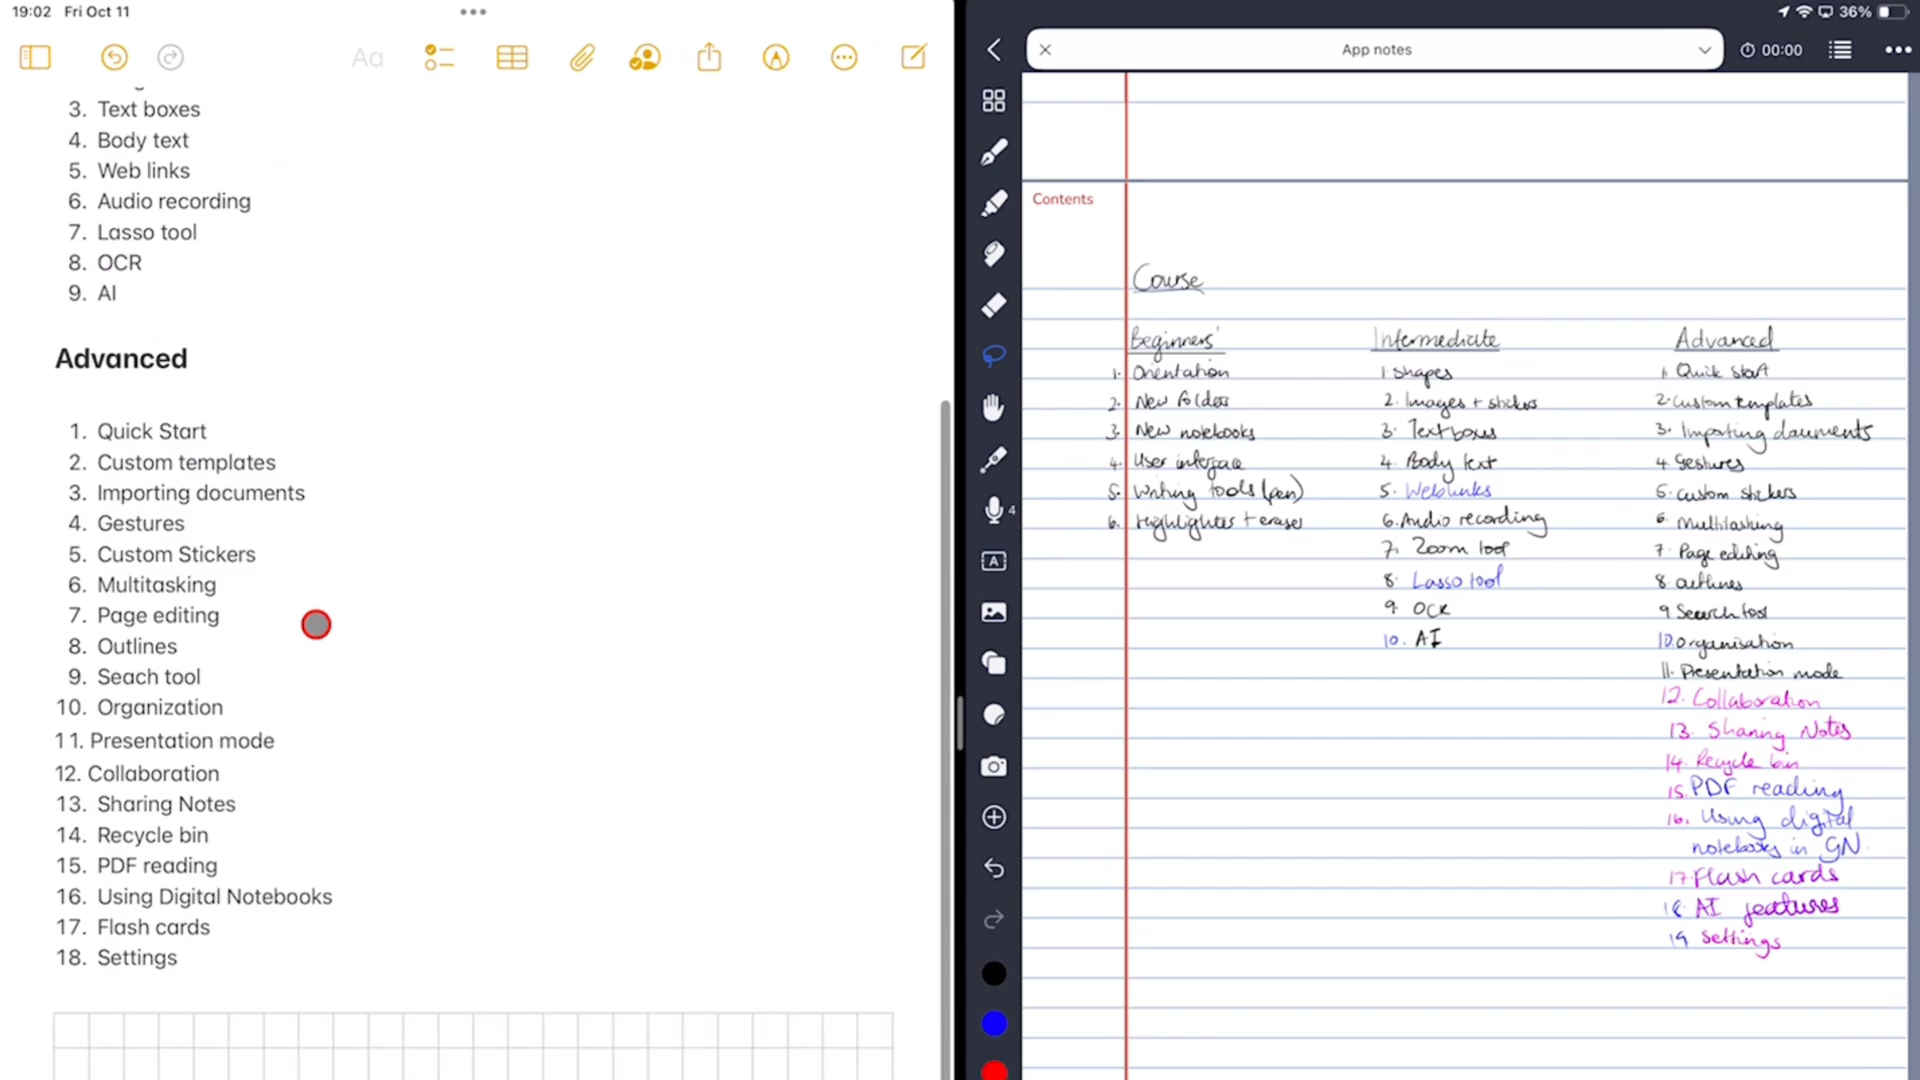 19:02 Fri Oct 11
Aa
3. Text boxes
4. Body text
5. Web links
6. Audio recording
7. Lasso tool
8. OCR
9. AI
Advanced
1. Quick Start
2. Custom templates
3. Importing documents
4. Gestures
5. Custom Stickers
6. Multitasking
7. Page editing
8. Outlines
9. Seach tool
10. Organization
11. Presentation mode
12. Collaboration
13. Sharing Notes
14. Recycle bin
15. PDF reading
16. Using Digital Notebooks
17. Flash cards
18. Settings
36%
App notes
00:00
4
A
Contents
Course
Beginners'
1. Orientation
2. New folder
3. New notebooks
4. User interface
5. Writing tools (pen)
6. Highlighter + eraser
Intermediate
1. Shapes
2. Images + stickers
3. Text boxes
4. Body text
5. Web links
6. Audio recording
7. Zoom tool
8. Lasso tool
9. OCR
10. AI
Advanced
1. Quick start
2. Custom templates
3. Importing documents
4. Gestures
5. Custom stickers
6. Multitasking
7. Page editing
8. Outlines
9. Search tool
10. Organisation
11. Presentation mode
12. Collaboration
13. Sharing Notes
14. Recycle bin
15. PDF reading
16. Using digital
notebooks in GN.
17. Flash cards
18. AI features
19 Settings